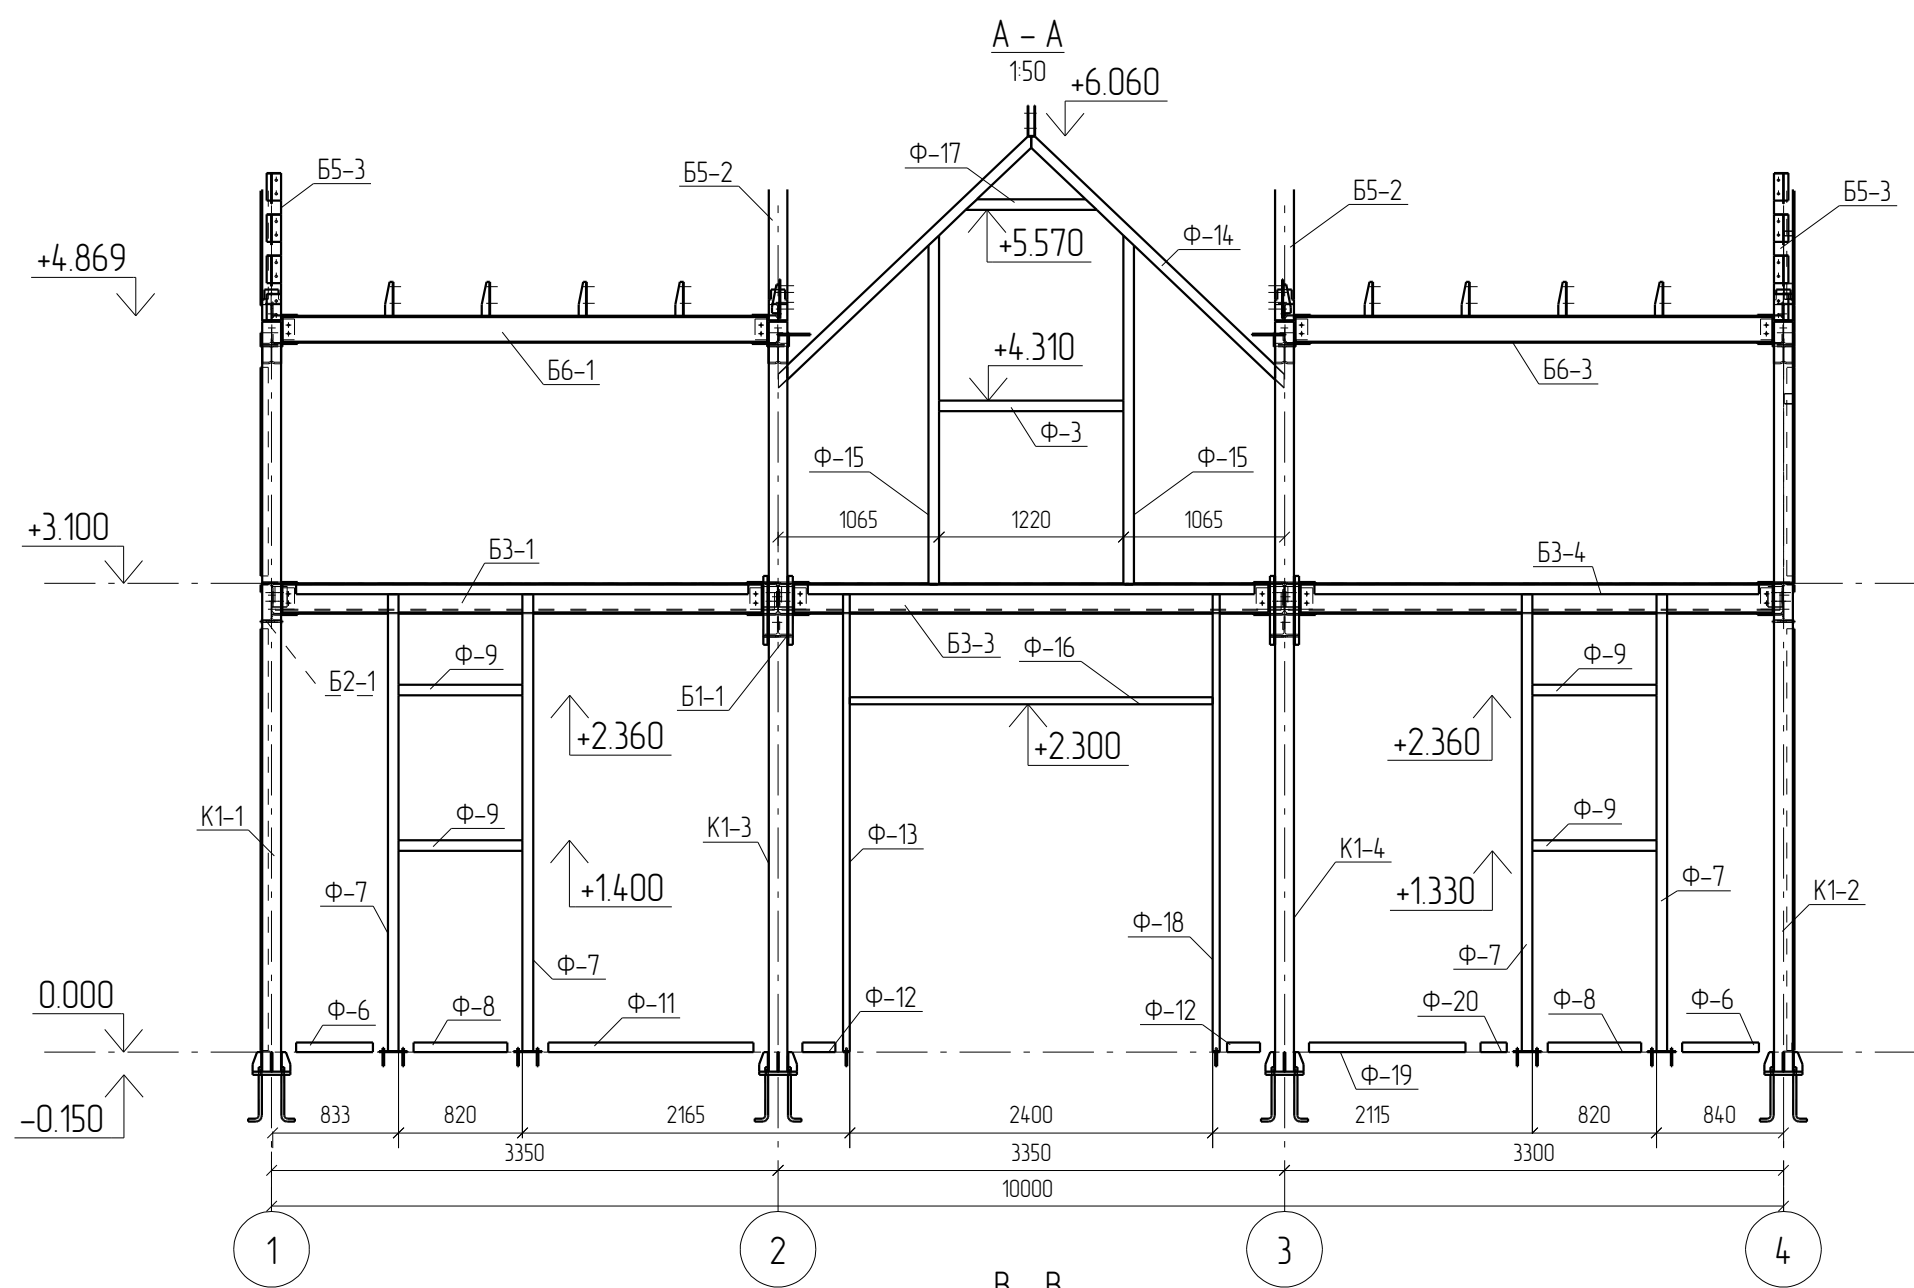 А – А
1:50
+6.060
Ф-17
Б5-3
Б5-2
Б5-2
Б5-3
+5.570
Ф-14
+4.869
+4.310
Б6-1
Б6-3
Ф-3
Ф-15
Ф-15
1065
1220
1065
+3.100
Б3-1
Б3-4
Ф-9
Б3-3
Ф-16
Ф-9
Б2-1
Б1-1
+2.360
+2.300
+2.360
К1-1
Ф-9
К1-3
Ф-13
Ф-9
К1-4
Ф-7
+1.400
+1.330
Ф-7
К1-2
Ф-18
Ф-7
Ф-7
0.000
Ф-6
Ф-8
Ф-11
Ф-12
Ф-12
Ф-20
Ф-8
Ф-6
Ф-19
-0.150
833
820
2165
2400
2115
820
840
3350
3350
3300
10000
1
2
3
4
В – В